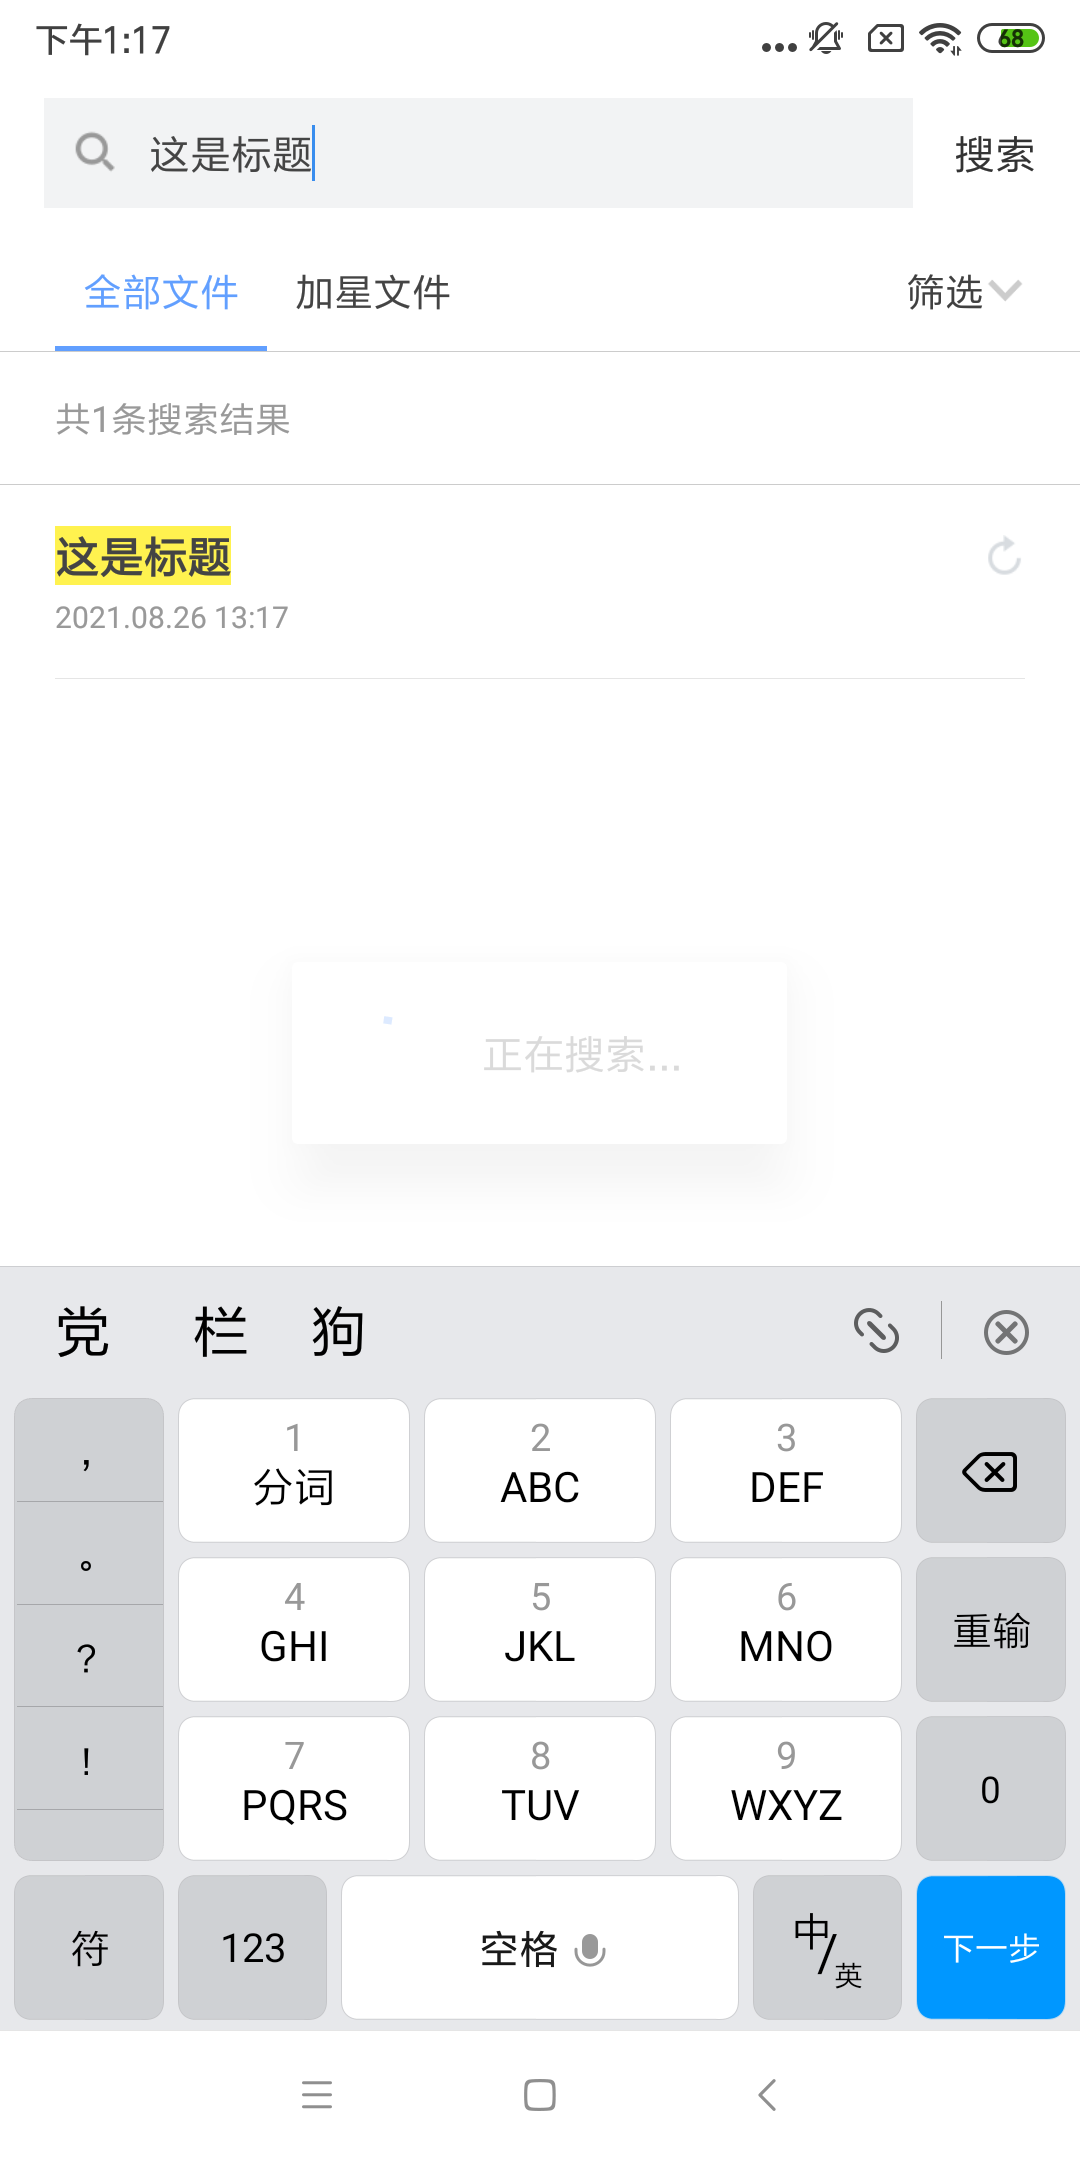 下午1:17
68
这是标题
搜索
全部文件 加星文件 筛选
共1条搜索结果
这是标题
2021.08.26 13:17
正在搜索...
党 栏 狗
,
。
?
!
1
分词
2
ABC
3
DEF
4
GHI
5
JKL
6
MNO
重输
7
PQRS
8
TUV
9
WXYZ
0
符
123
空格
中/英
下一步